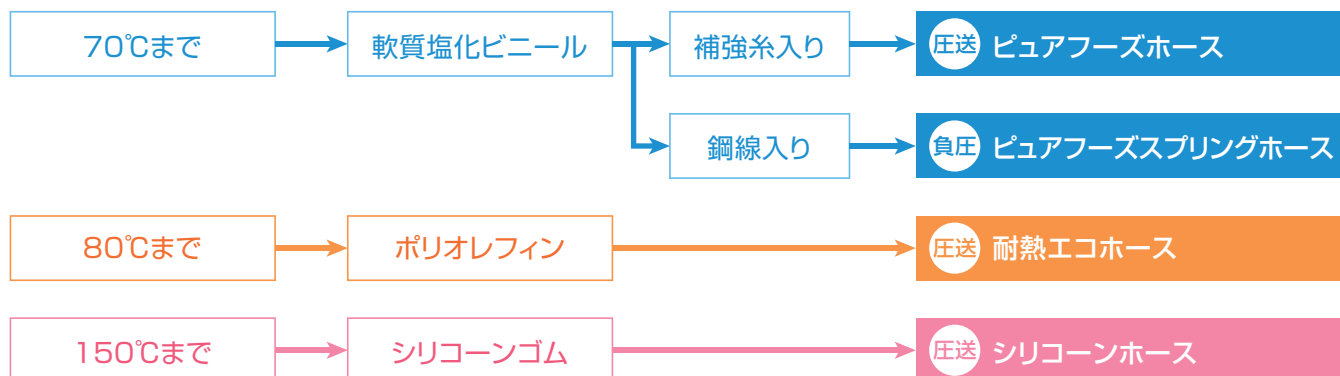 70℃まで
軟質塩化ビニール
補強糸入り
圧送 ピュアフーズホース
鋼線入り
負圧 ピュアフーズスプリングホース
80℃まで
ポリオレフィン
圧送 耐熱エコホース
150℃まで
シリコーンゴム
圧送 シリコーンホース